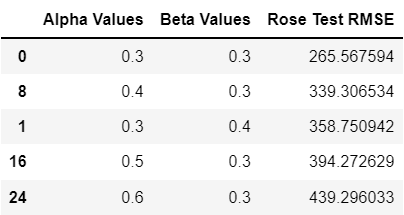 Alpha Values Beta Values Rose Test RMSE
0 0.3 0.3 265.567594
8 0.4 0.3 339.306534
1 0.3 0.4 358.750942
16 0.5 0.3 394.272629
24 0.6 0.3 439.296033